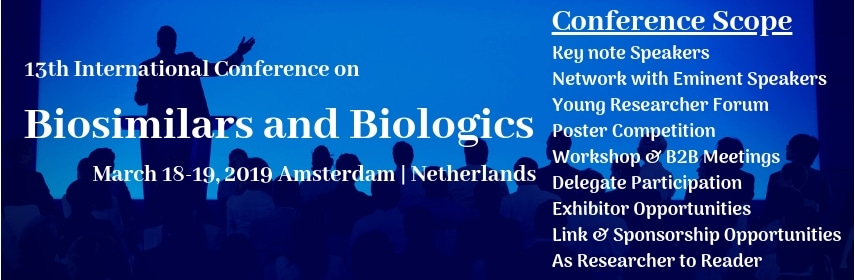 13th International Conference on
Biosimilars and Biologics
March 18-19, 2019 Amsterdam | Netherlands
Conference Scope
Key note Speakers
Network with Eminent Speakers
Young Researcher Forum
Poster Competition
Workshop & B2B Meetings
Delegate Participation
Exhibitor Opportunities
Link & Sponsorship Opportunities
As Researcher to Reader